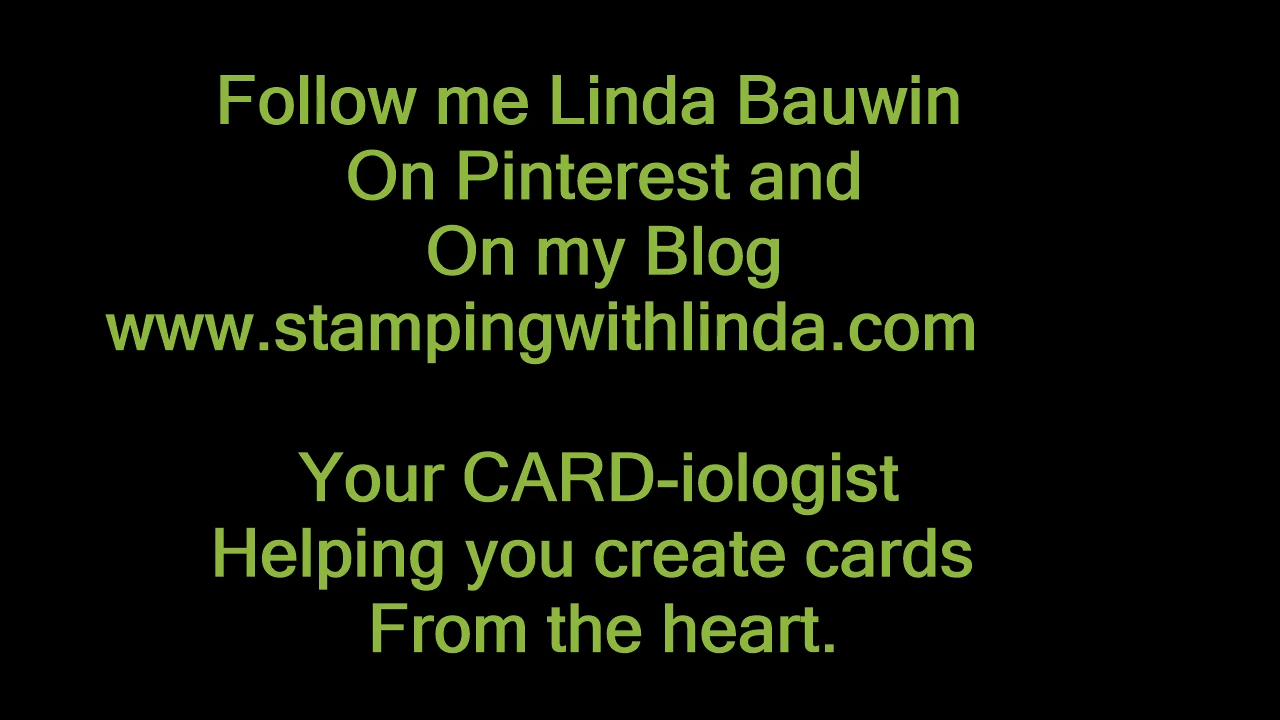 Follow me Linda Bauwin
On Pinterest and
On my Blog
www.stampingwithlinda.com
Your CARD-iologist
Helping you create cards
From the heart.